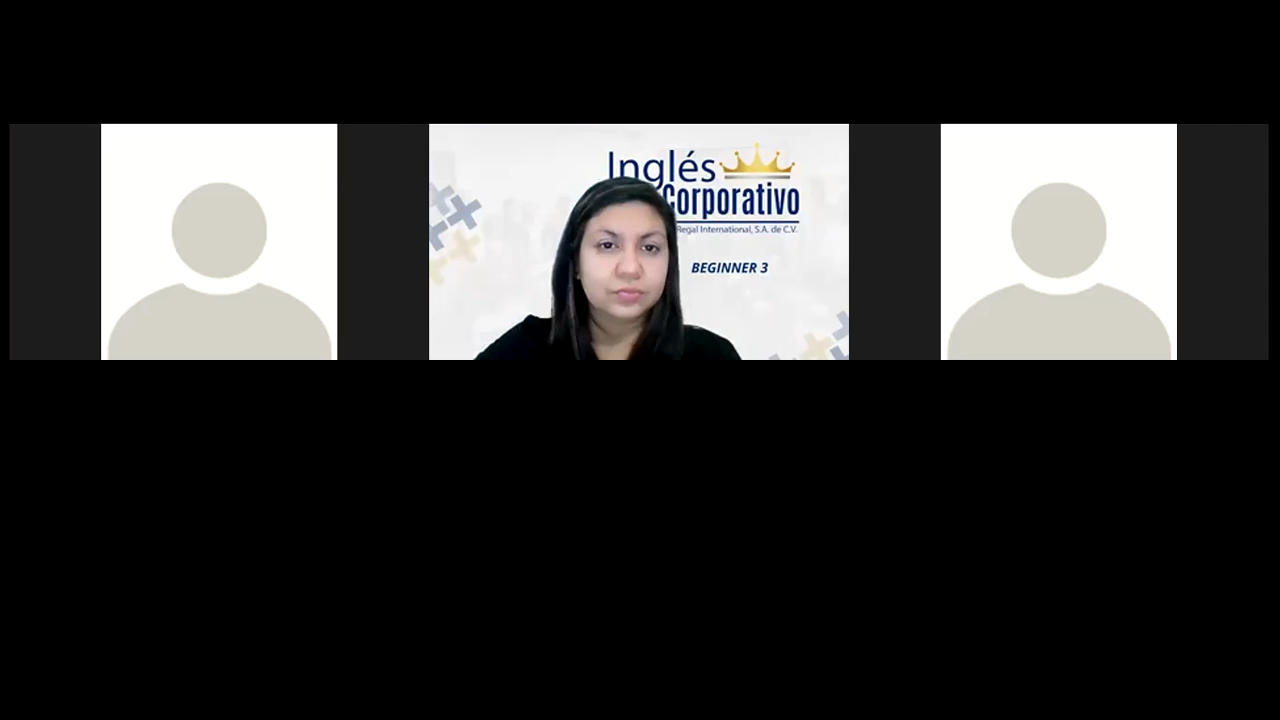 Inglés
Corporativo
Regal International, S.A. de C.V.
BEGINNER 3